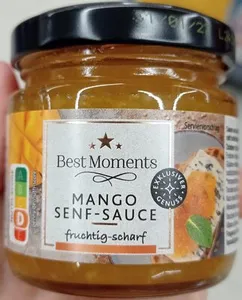 Best Moments
MANGO
SENF-SAUCE
fruchtig-scharf
EXKLUSIVER
GENUSS
Serviervorschlag
D